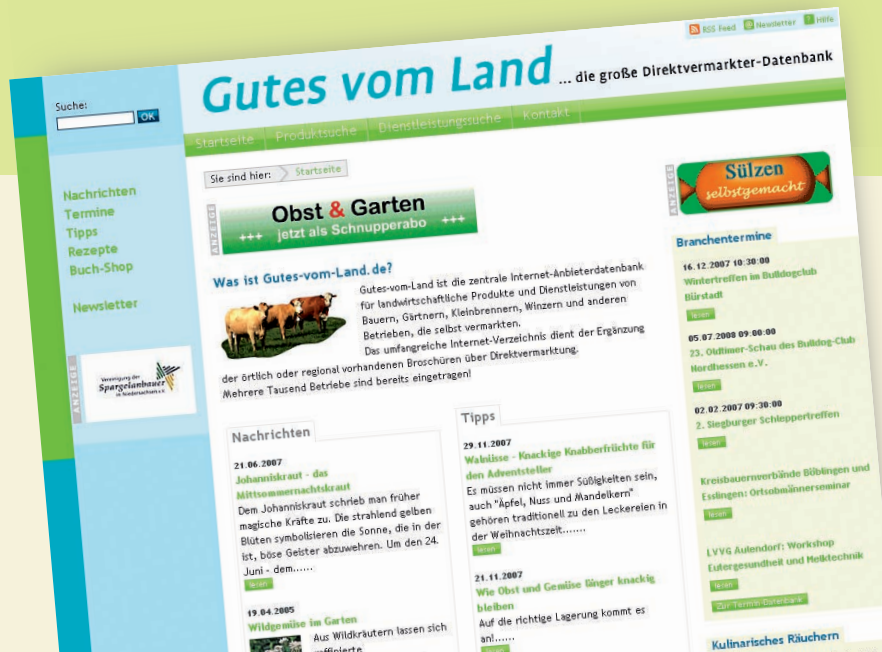 RSS Feed Newsletter Hilfe
Suche:
OK
Gutes vom Land ... die große Direktvermarkter-Datenbank
Startseite Produktsuche Dienstleistungssuche Kontakt
Nachrichten
Termine
Tipps
Rezepte
Buch-Shop
Newsletter
ANZEIGE
Vereinigung der
Spargelanbauer
in Niedersachsen e.V.
Sie sind hier: Startseite
ANZEIGE
Obst & Garten
+++ jetzt als Schnupperabo +++
Was ist Gutes-vom-Land.de?
Gutes-vom-Land ist die zentrale Internet-Anbieterdatenbank
für landwirtschaftliche Produkte und Dienstleistungen von
Bauern, Gärtnern, Kleinbrennern, Winzern und anderen
Betrieben, die selbst vermarkten.
Das umfangreiche Internet-Verzeichnis dient der Ergänzung
der örtlich oder regional vorhandenen Broschüren über Direktvermarktung.
Mehrere Tausend Betriebe sind bereits eingetragen!
Nachrichten
21.06.2007
Johanniskraut - das
Mittsommernachtskraut
Dem Johanniskraut schrieb man früher
magische Kräfte zu. Die strahlend gelben
Blüten symbolisieren die Sonne, die in der
ist, böse Geister abzuwehren. Um den 24.
Juni - dem......
lesen
19.04.2005
Wildgemüse im Garten
Aus Wildkräutern lassen sich
raffinierte
Tipps
29.11.2007
Walnüsse - Knackige Knabberfrüchte für
den Adventsteller
Es müssen nicht immer Süßigkeiten sein,
auch "Äpfel, Nuss und Mandelkern"
gehören traditionell zu den Leckereien in
der Weihnachtszeit.......
lesen
21.11.2007
Wie Obst und Gemüse länger knackig
bleiben
Auf die richtige Lagerung kommt es
an!......
lesen
ANZEIGE
Sülzen
selbstgemacht
Branchentermine
16.12.2007 10:30:00
Wintertreffen im Bulldogclub
Bürstadt
lesen
05.07.2008 09:00:00
23. Oldtimer-Schau des Bulldog-Club
Nordhessen e.V.
lesen
02.02.2007 09:30:00
2. Siegburger Schleppertreffen
lesen
Kreisbauernverbände Böblingen und
Esslingen: Ortsobmännerseminar
lesen
LVVG Aulendorf: Workshop
Eutergesundheit und Melktechnik
lesen
Zur Termin-Datenbank
Kulinarisches Räuchern